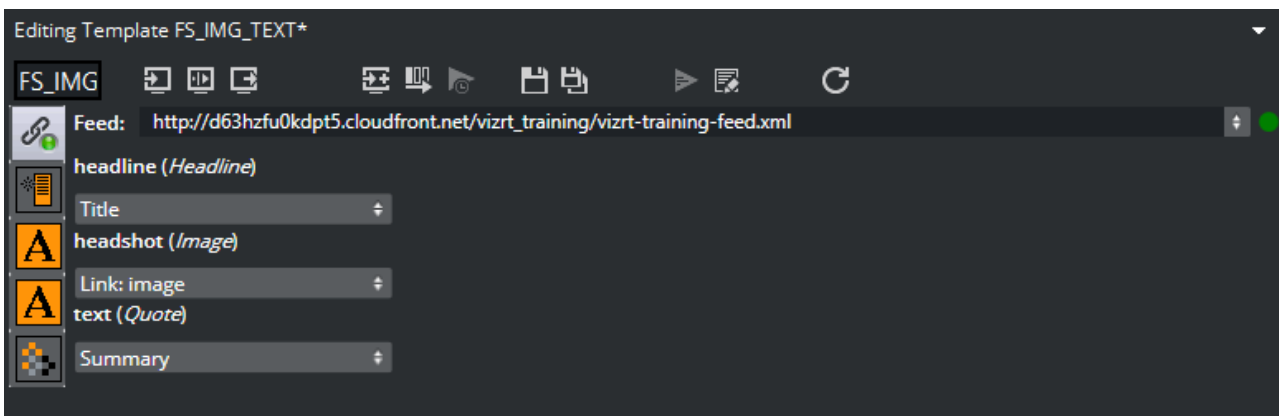 Editing Template FS_IMG_TEXT*
FS_IMG
Feed: http://d63hzfu0kdpt5.cloudfront.net/vizrt_training/vizrt-training-feed.xml
headline (Headline)
Title
headshot (Image)
Link: image
text (Quote)
Summary
A
A